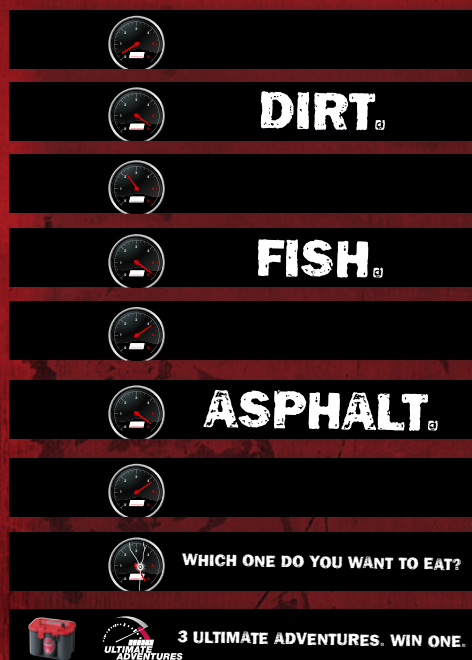 DIRT.
FISH.
ASPHALT.
WHICH ONE DO YOU WANT TO EAT?
3 ULTIMATE ADVENTURES. WIN ONE.
ULTIMATE
ADVENTURES